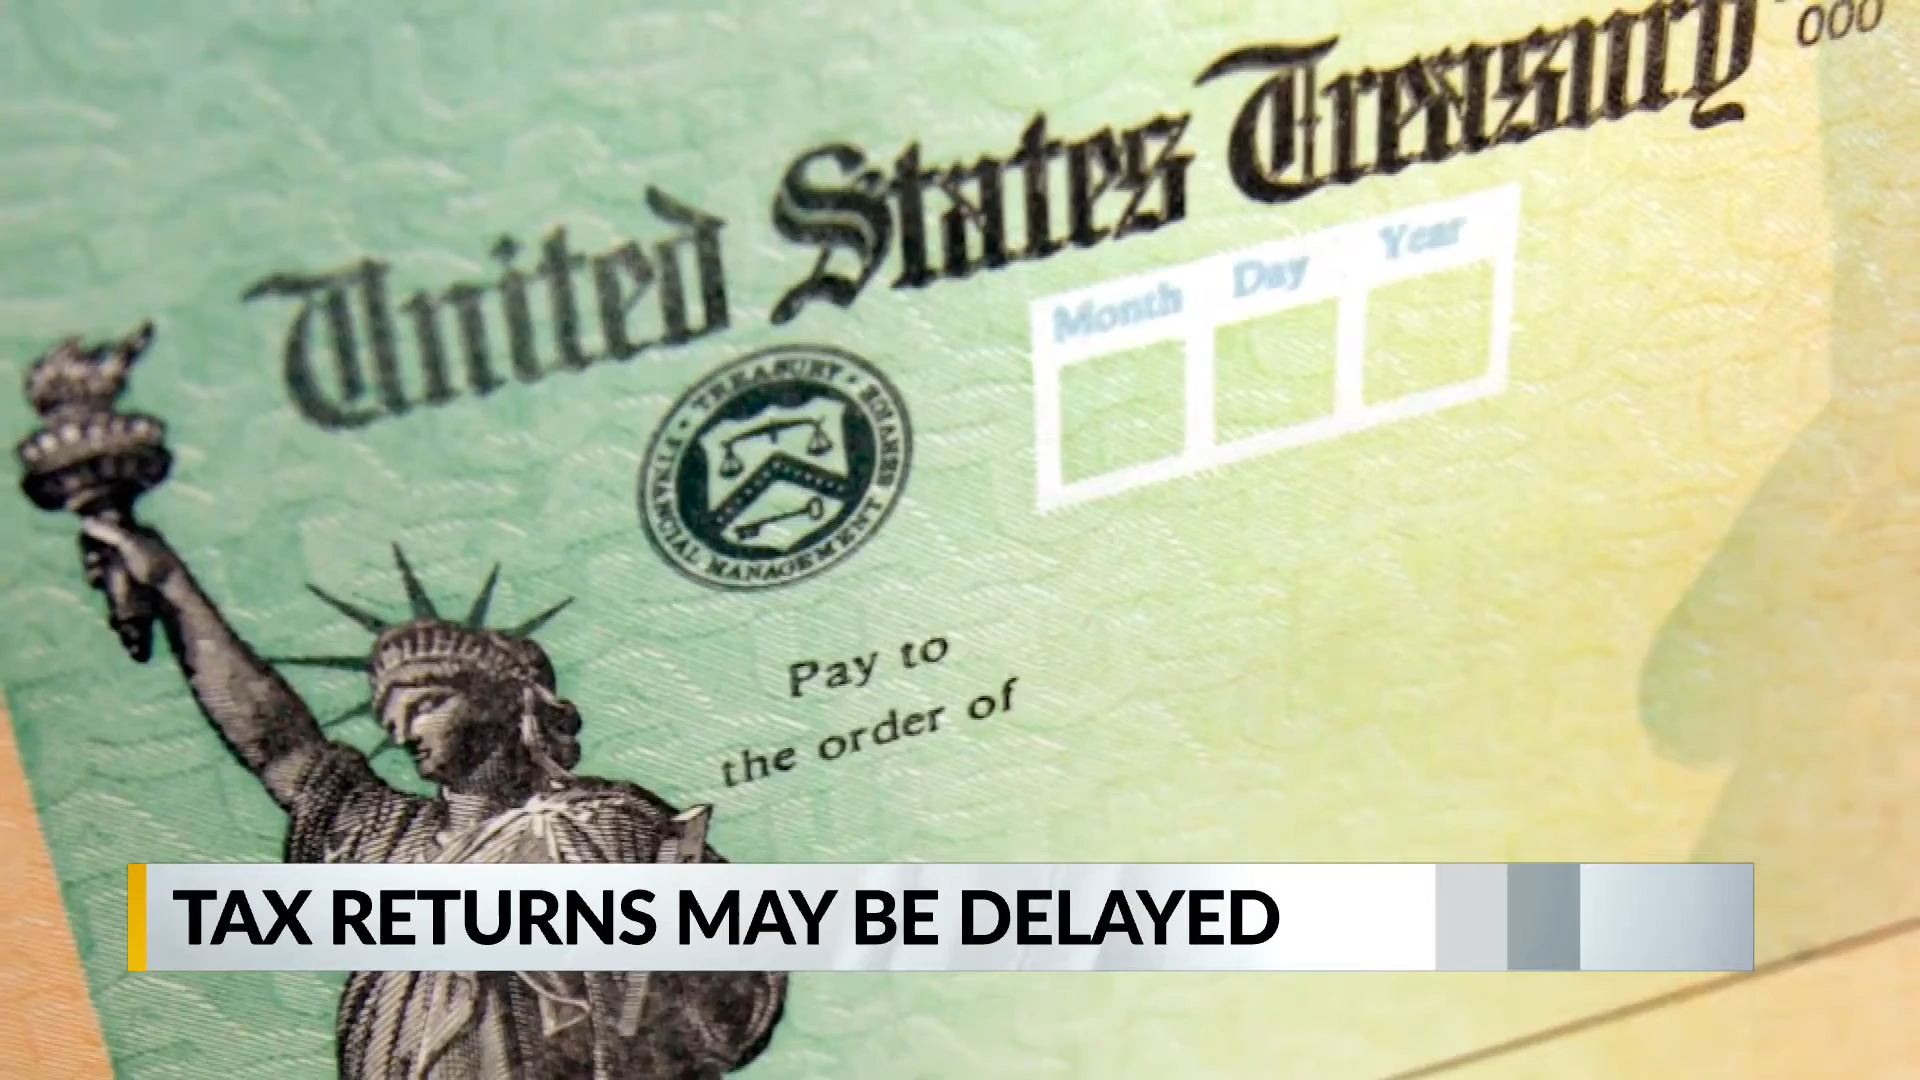 000
United States Treasury
Month Day Year
TREASURY • FINANCIAL MANAGEMENT SERVICE •
Pay to
the order of
TAX RETURNS MAY BE DELAYED